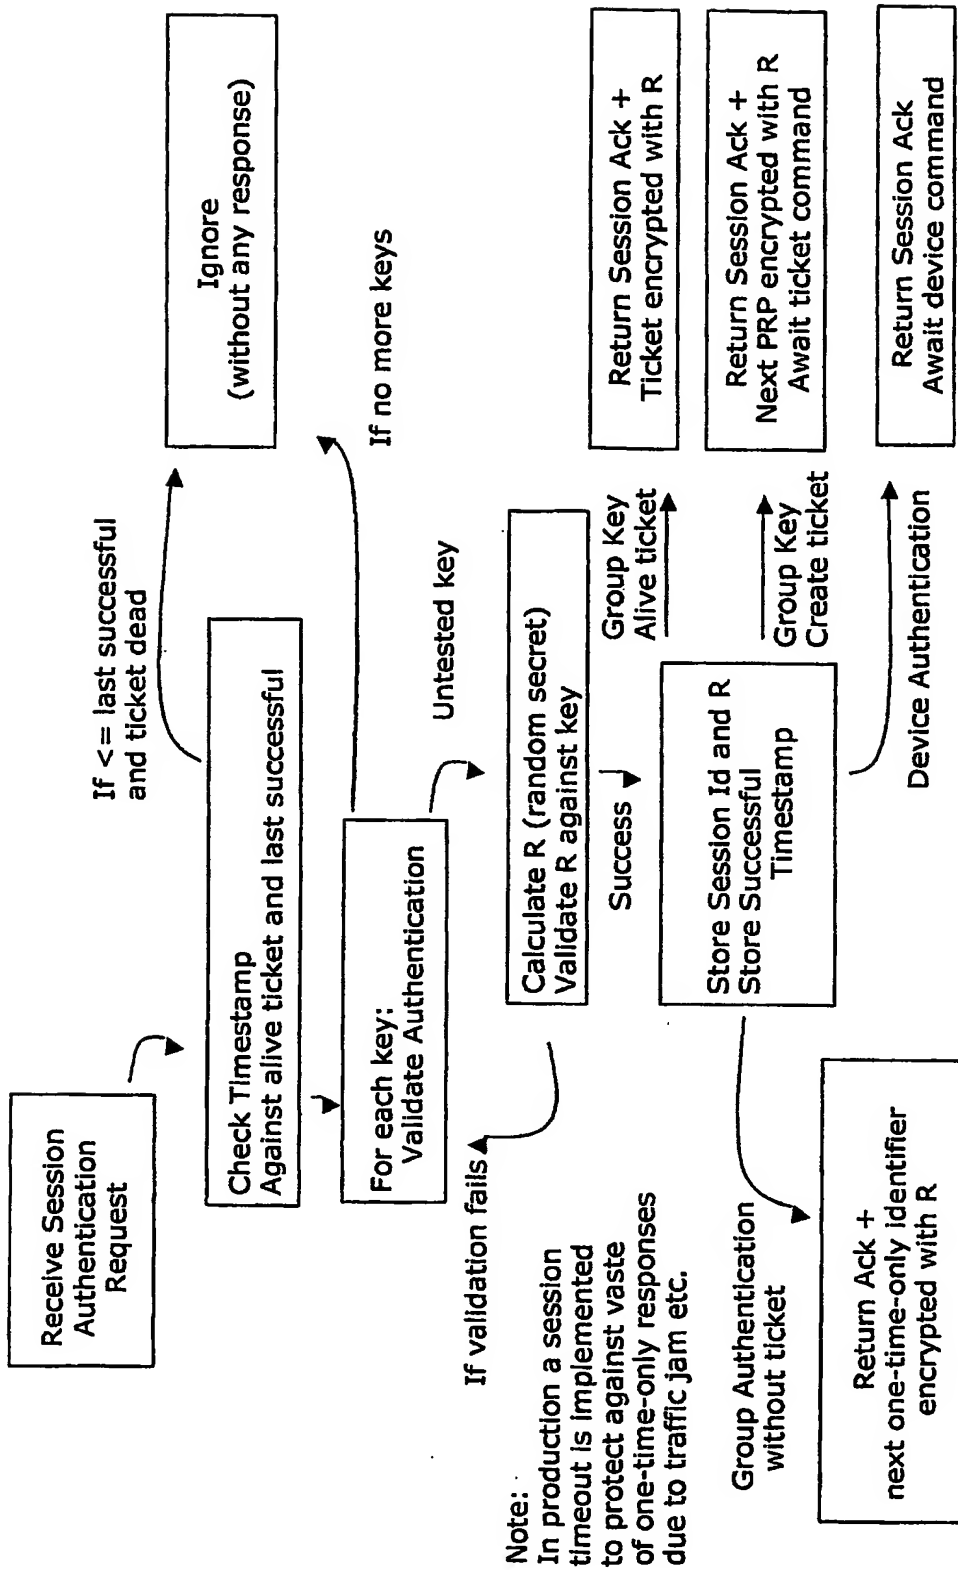 Receive Session
Authentication
Request
If <= last successful
and ticket dead
Ignore
(without any response)
Check Timestamp
Against alive ticket and last successful
If no more keys
For each key:
Validate Authentication
Untested key
If validation fails
Calculate R (random secret)
Validate R against key
Success
Note:
In production a session
timeout is implemented
to protect against vaste
of one-time-only responses
due to traffic jam etc.
Store Session Id and R
Store Successful
Timestamp
Group Key
Alive ticket
Return Session Ack +
Ticket encrypted with R
Group Key
Create ticket
Return Session Ack +
Next PRP encrypted with R
Await ticket command
Device Authentication
Return Session Ack
Await device command
Group Authentication
without ticket
Return Ack +
next one-time-only identifier
encrypted with R